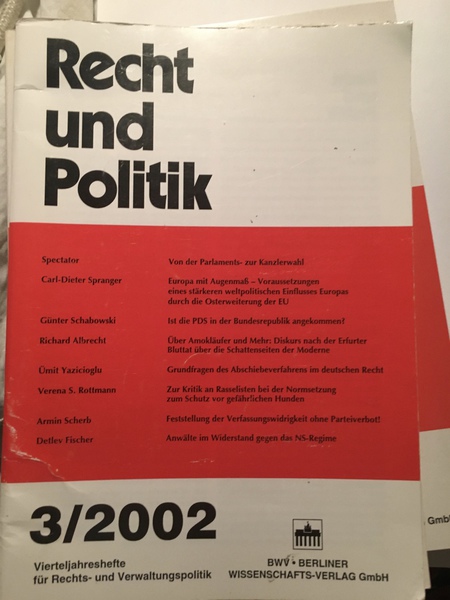 Recht
und
Politik
Spectator Von der Parlaments- zur Kanzlerwahl
Carl-Dieter Spranger Europa mit Augenmaß – Voraussetzungen
eines stärkeren weltpolitischen Einflusses Europas
durch die Osterweiterung der EU
Günter Schabowski Ist die PDS in der Bundesrepublik angekommen?
Richard Albrecht Über Amokläufer und Mehr: Diskurs nach der Erfurter
Bluttat über die Schattenseiten der Moderne
Ümit Yazicioglu Grundfragen des Abschiebeverfahrens im deutschen Recht
Verena S. Rottmann Zur Kritik an Rasselisten bei der Normsetzung
zum Schutz vor gefährlichen Hunden
Armin Scherb Feststellung der Verfassungswidrigkeit ohne Parteiverbot!
Detlev Fischer Anwälte im Widerstand gegen das NS-Regime
3/2002
Vierteljahreshefte
für Rechts- und Verwaltungspolitik
BWV • BERLINER
WISSENSCHAFTS-VERLAG GmbH
GmbH